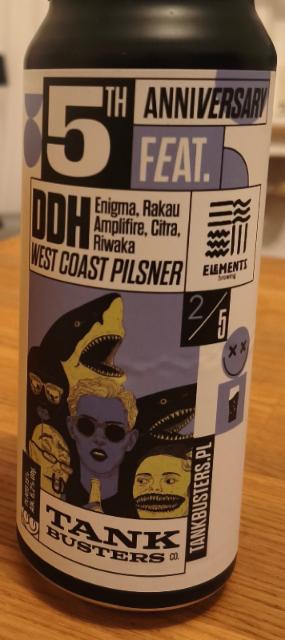 5TH ANNIVERSARY
FEAT.
DDH Enigma, Rakau
Amplifire, Citra,
Riwaka
WEST COAST PILSNER
ELEMENTS
brewing
2/5
TANKBUSTERS.PL
TANK
BUSTERS CO.